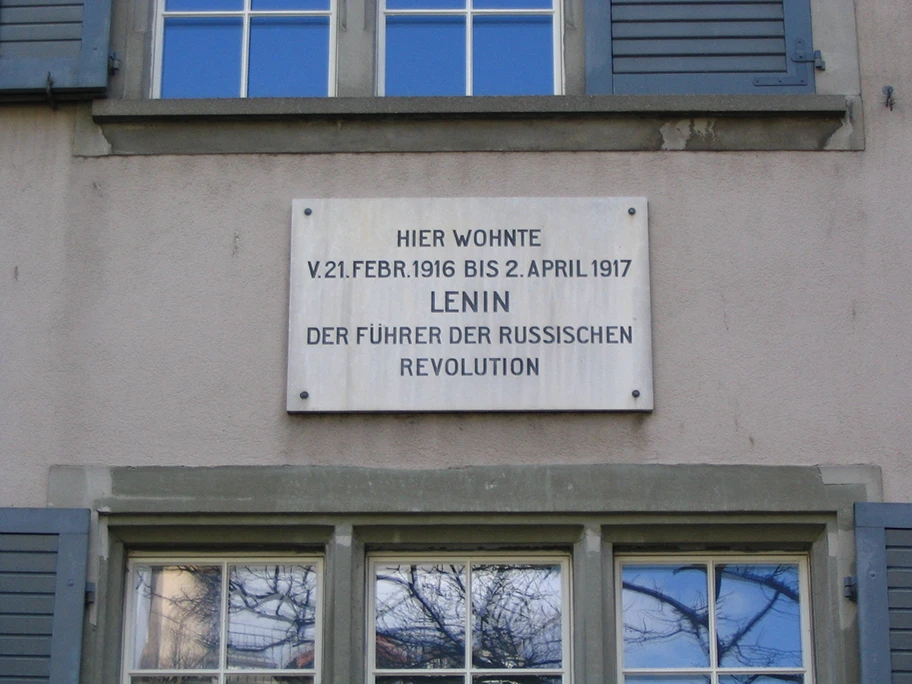 HIER WOHNTE
V.21.FEBR.1916 BIS 2.APRIL 1917
LENIN
DER FÜHRER DER RUSSISCHEN
REVOLUTION